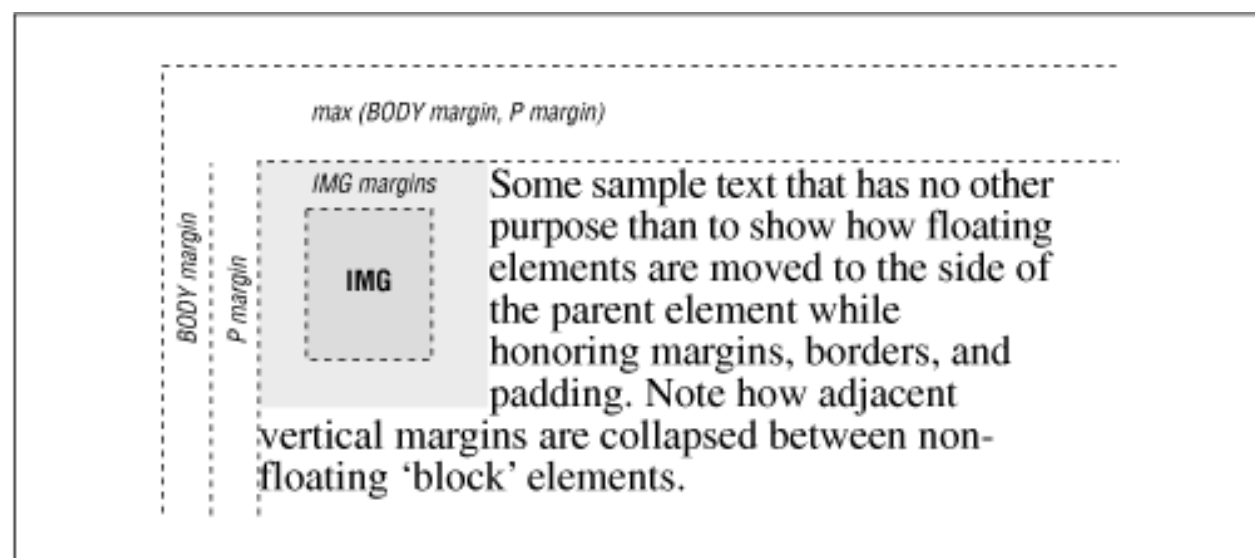 max (BODY margin, P margin)
BODY margin
P margin
IMG margins
IMG
Some sample text that has no other
purpose than to show how floating
elements are moved to the side of
the parent element while
honoring margins, borders, and
padding. Note how adjacent
vertical margins are collapsed between non-
floating ‘block’ elements.